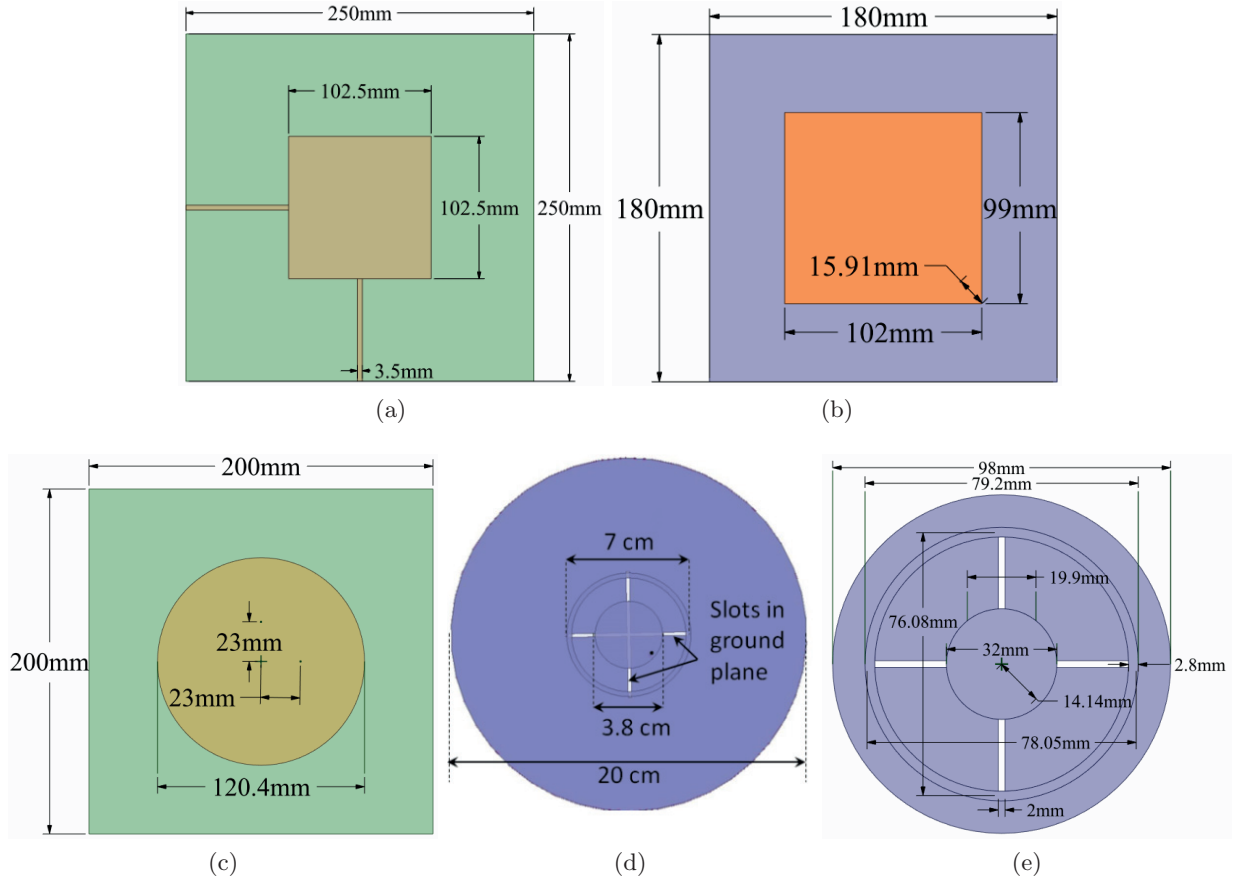 250mm
102.5mm
102.5mm
250mm
3.5mm
(a)
180mm
180mm
99mm
15.91mm
102mm
(b)
200mm
200mm
23mm
23mm
120.4mm
(c)
7 cm
Slots in
ground
plane
3.8 cm
20 cm
(d)
98mm
79.2mm
19.9mm
76.08mm
32mm
2.8mm
14.14mm
78.05mm
2mm
(e)